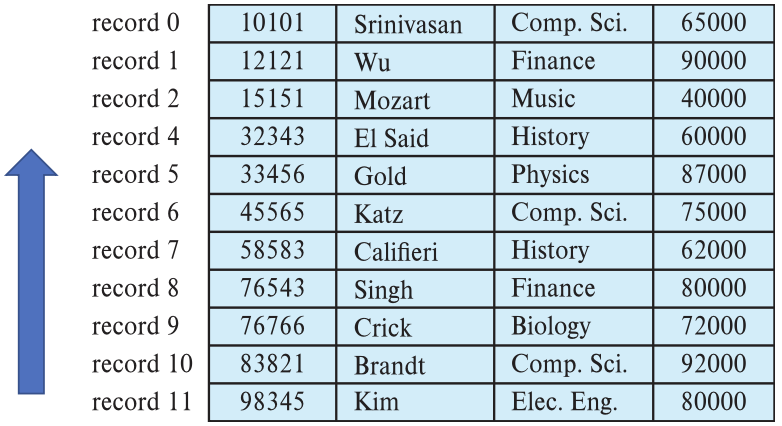 record 0 10101 Srinivasan Comp. Sci. 65000
record 1 12121 Wu Finance 90000
record 2 15151 Mozart Music 40000
record 4 32343 El Said History 60000
record 5 33456 Gold Physics 87000
record 6 45565 Katz Comp. Sci. 75000
record 7 58583 Califieri History 62000
record 8 76543 Singh Finance 80000
record 9 76766 Crick Biology 72000
record 10 83821 Brandt Comp. Sci. 92000
record 11 98345 Kim Elec. Eng. 80000